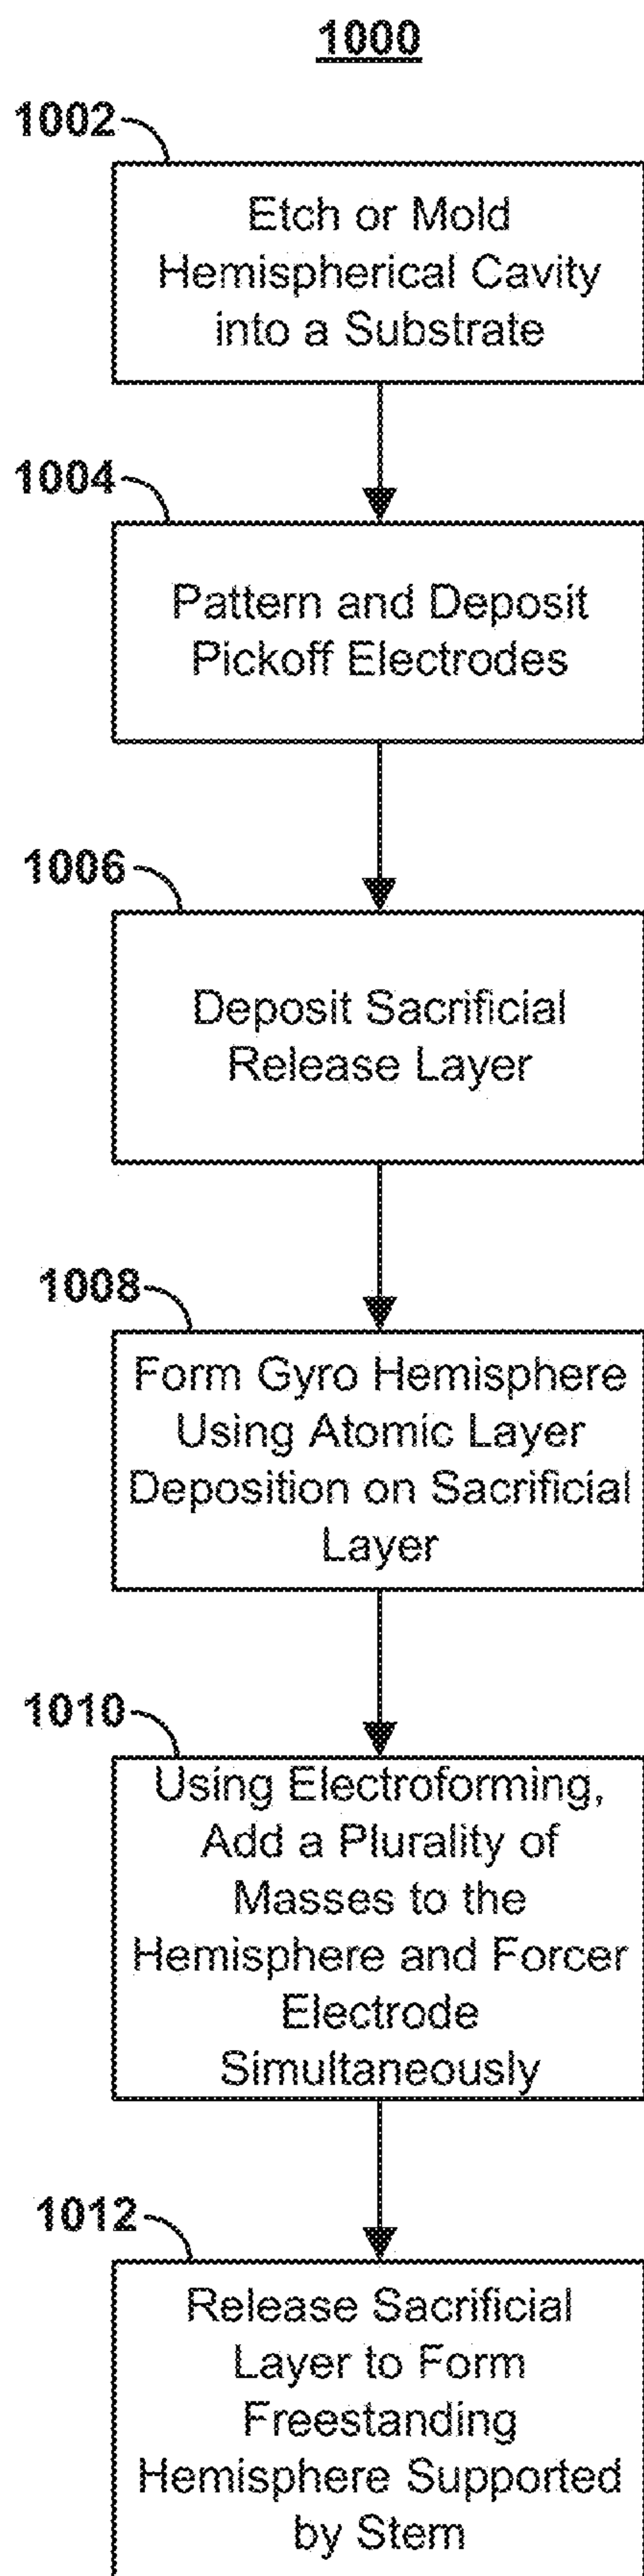 1000
1002
Etch or Mold
Hemispherical Cavity
into a Substrate
1004
Pattern and Deposit
Pickoff Electrodes
1006
Deposit Sacrificial
Release Layer
1008
Form Gyro Hemisphere
Using Atomic Layer
Deposition on Sacrificial
Layer
1010
Using Electroforming,
Add a Plurality of
Masses to the
Hemisphere and Forcer
Electrode
Simultaneously
1012
Release Sacrificial
Layer to Form
Freestanding
Hemisphere Supported
by Stem